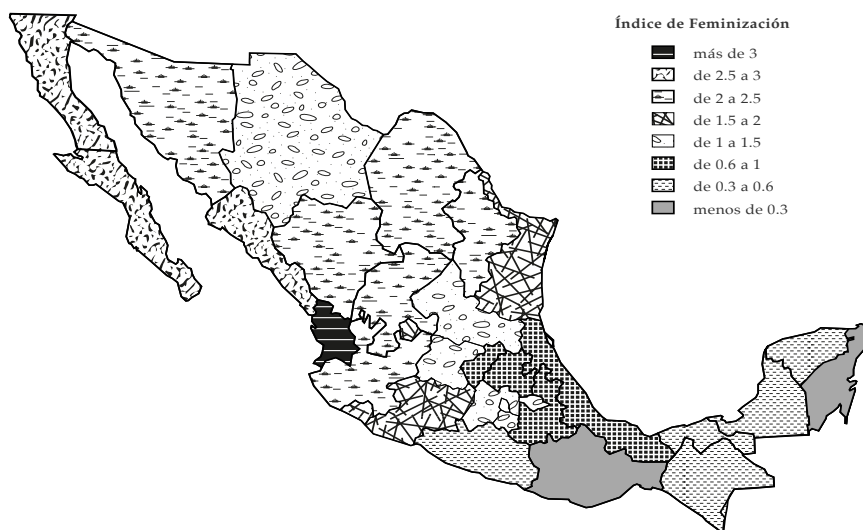 Índice de Feminización
más de 3
de 2.5 a 3
de 2 a 2.5
de 1.5 a 2
de 1 a 1.5
de 0.6 a 1
de 0.3 a 0.6
menos de 0.3